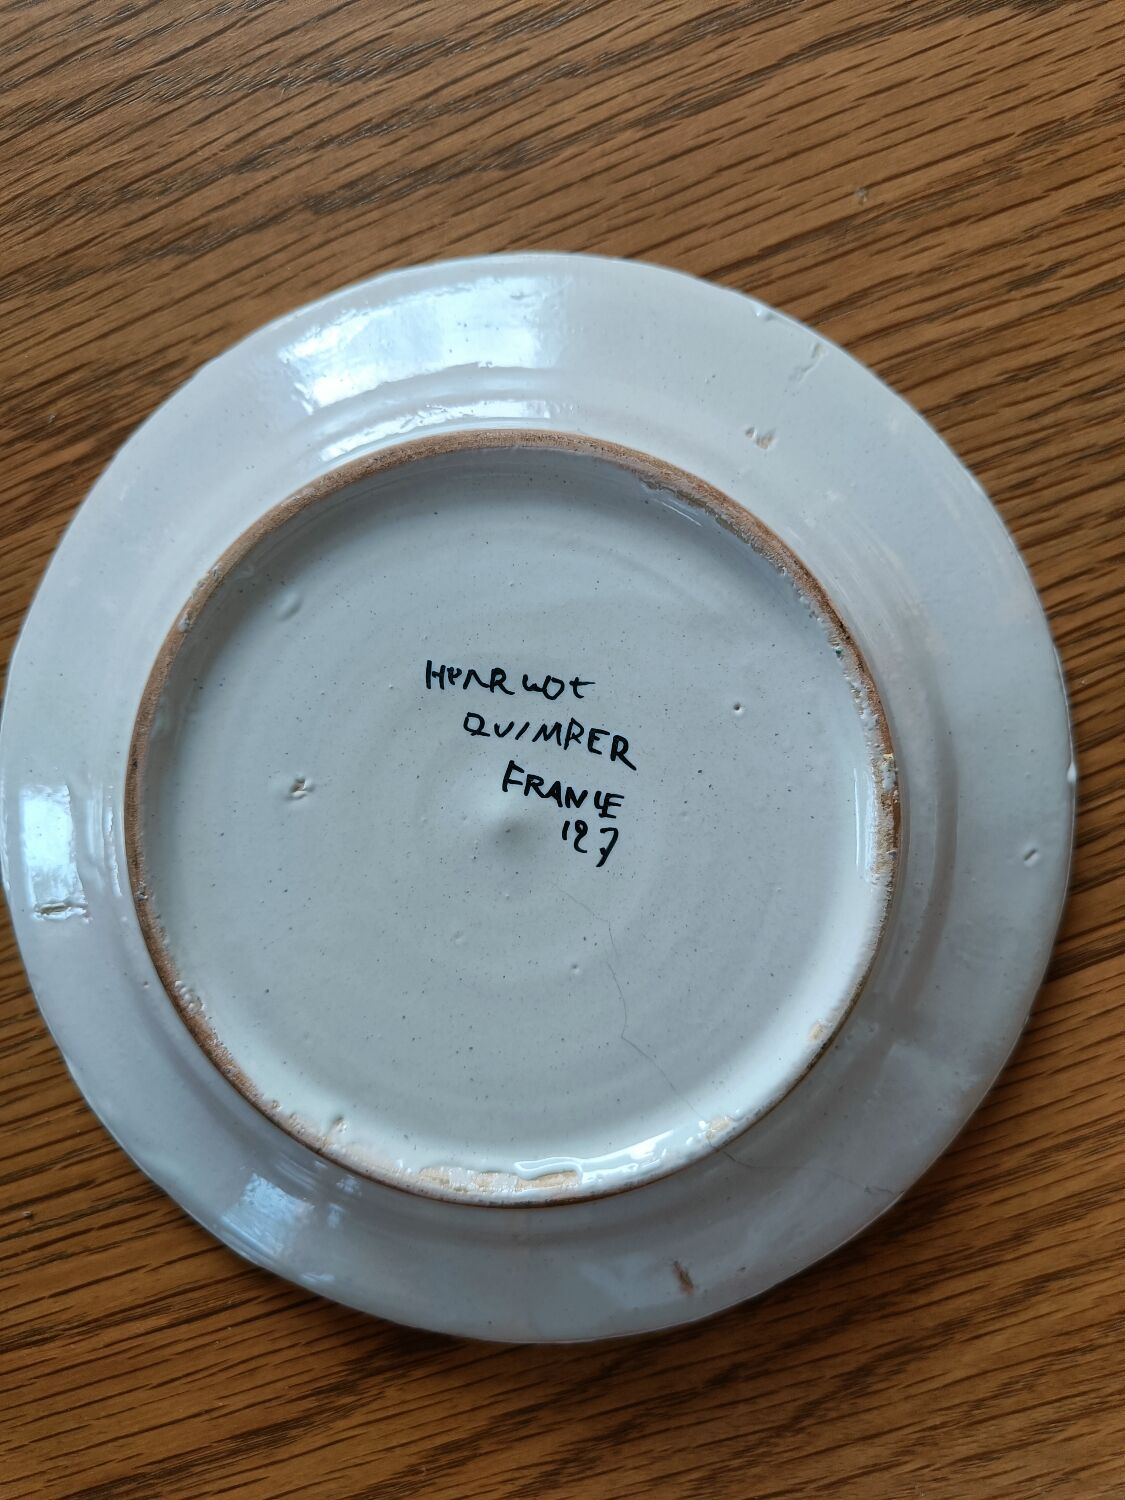 HENRIOT
QUIMPER
FRANCE
127